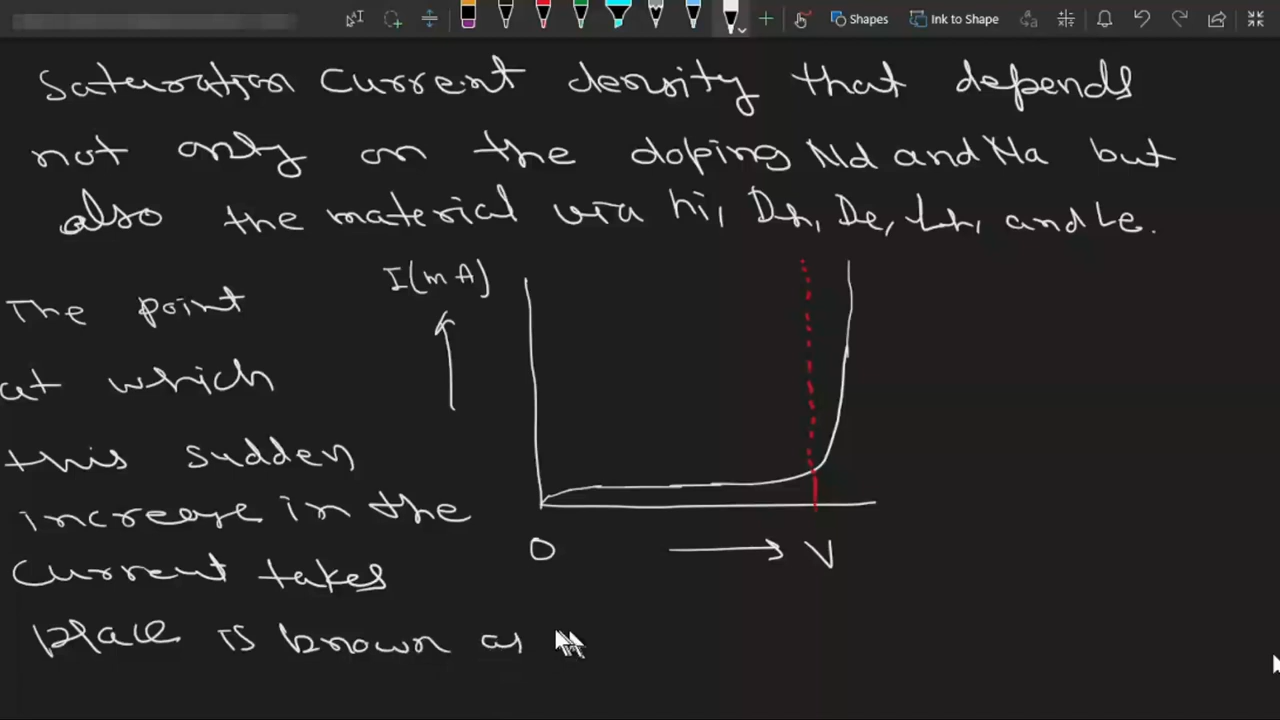 Shapes
Ink to Shape
Saturation Current density that depends
not only on the doping Nd and Na but
also the material via ni, Dh, De, Lh, and Le.
I(mA)
The point
at which
this sudden
increase in the
Current takes
place is known as
O
V